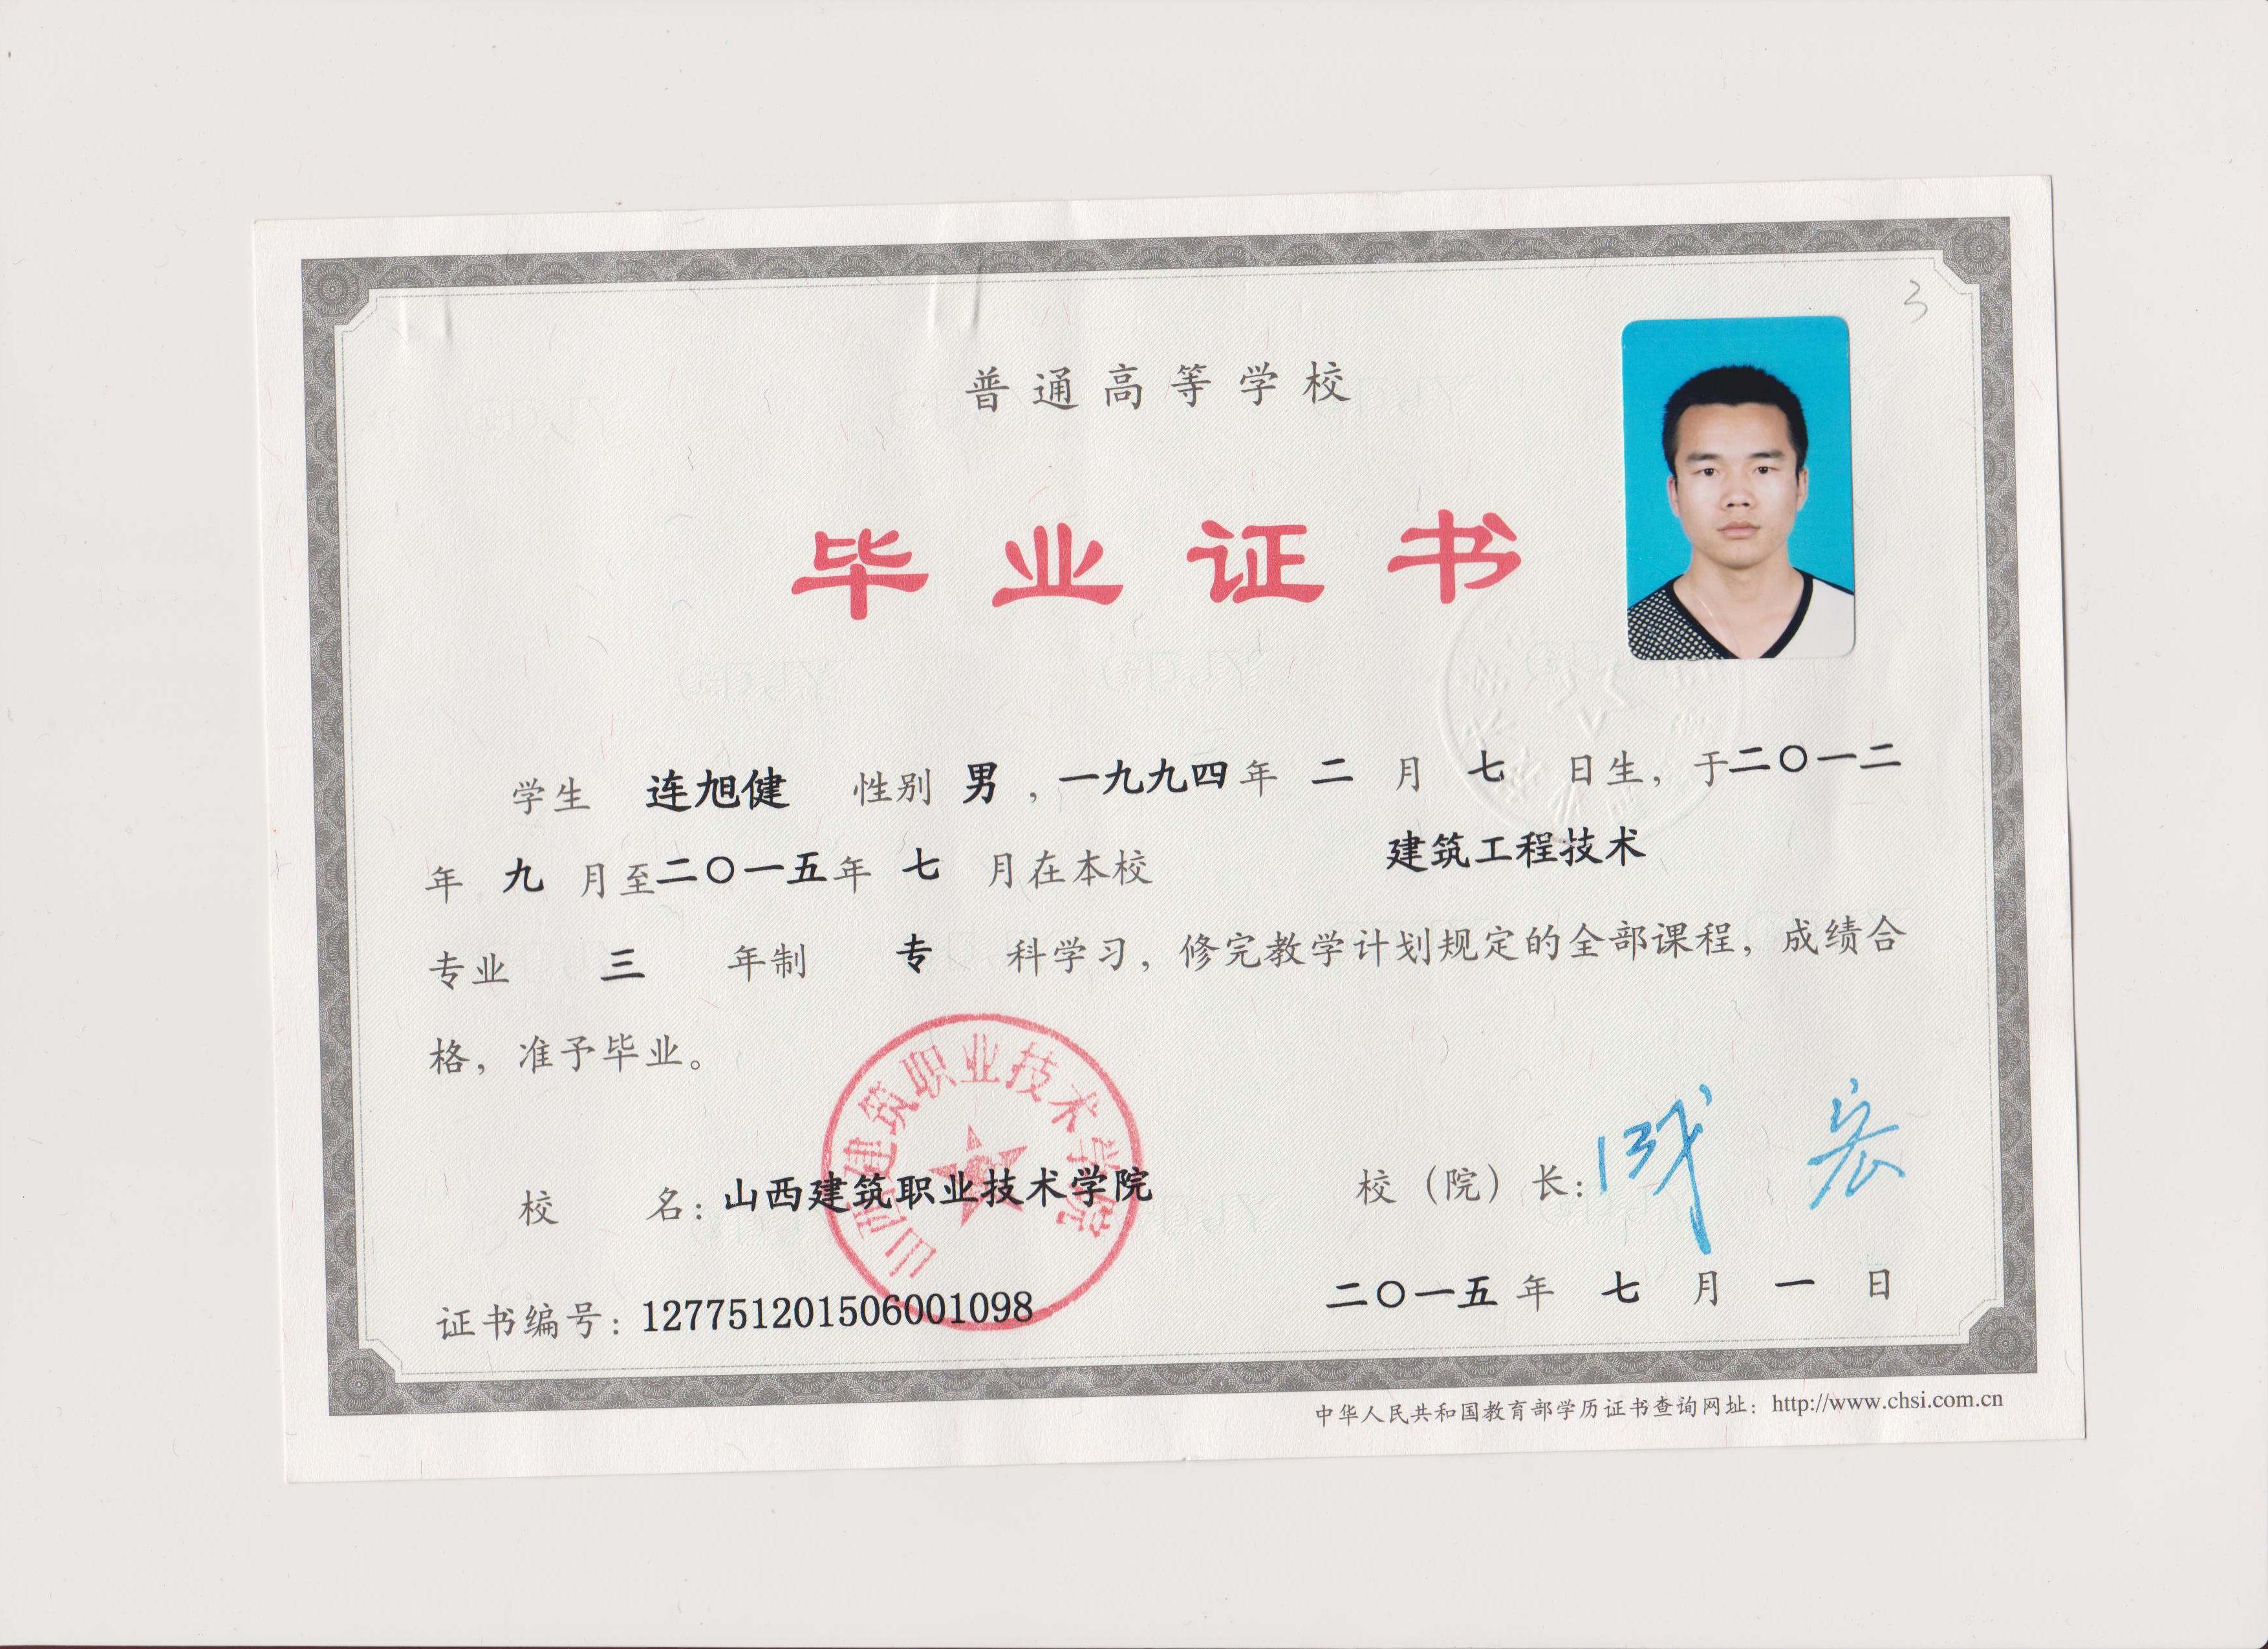 3
普通高等学校
毕业证书
学生 连旭健 性别 男，一九九四年 二 月 七 日生，于二〇一二
年 九 月至二〇一五年 七 月在本校 建筑工程技术
专业 三 年制 专 科学习，修完教学计划规定的全部课程，成绩合
格，准予毕业。
山西建筑职业技术学院
校 名：山西建筑职业技术学院 校（院）长：
证书编号：127751201506001098 二〇一五年 七 月 一 日
中华人民共和国教育部学历证书查询网址：http://www.chsi.com.cn